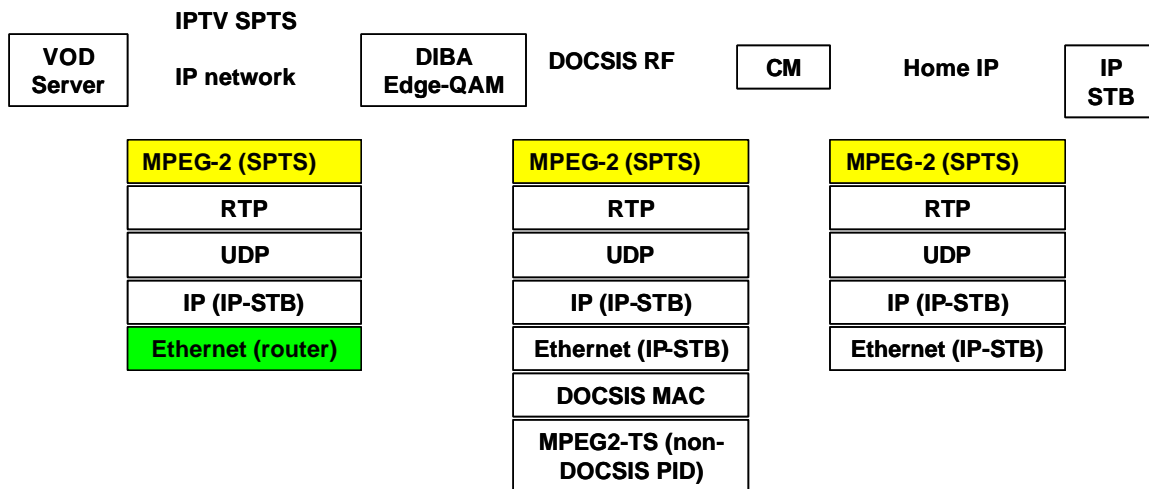 IPTV SPTS
VOD
Server
IP network
DIBA
Edge-QAM
DOCSIS RF
CM
Home IP
IP
STB
MPEG-2 (SPTS)
RTP
UDP
IP (IP-STB)
Ethernet (router)
MPEG-2 (SPTS)
RTP
UDP
IP (IP-STB)
Ethernet (IP-STB)
DOCSIS MAC
MPEG2-TS (non-
DOCSIS PID)
MPEG-2 (SPTS)
RTP
UDP
IP (IP-STB)
Ethernet (IP-STB)